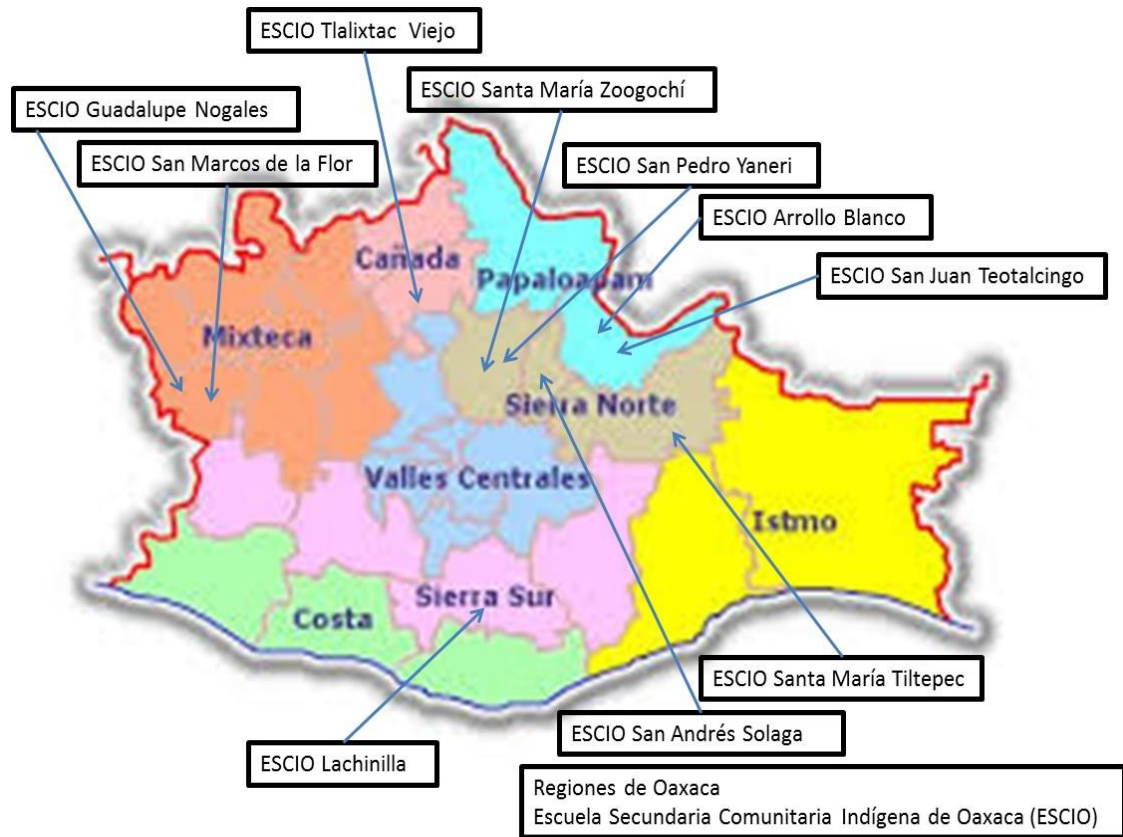 ESCIO Tlalixtac Viejo
ESCIO Santa María Zoogochí
ESCIO Guadalupe Nogales
ESCIO San Marcos de la Flor
ESCIO San Pedro Yaneri
ESCIO Arrollo Blanco
ESCIO San Juan Teotalcingo
Cañada
Papaloapam
Mixteca
Sierra Norte
Valles Centrales
Istmo
Sierra Sur
Costa
ESCIO Santa María Tiltepec
ESCIO San Andrés Solaga
ESCIO Lachinilla
Regiones de Oaxaca
Escuela Secundaria Comunitaria Indígena de Oaxaca (ESCIO)